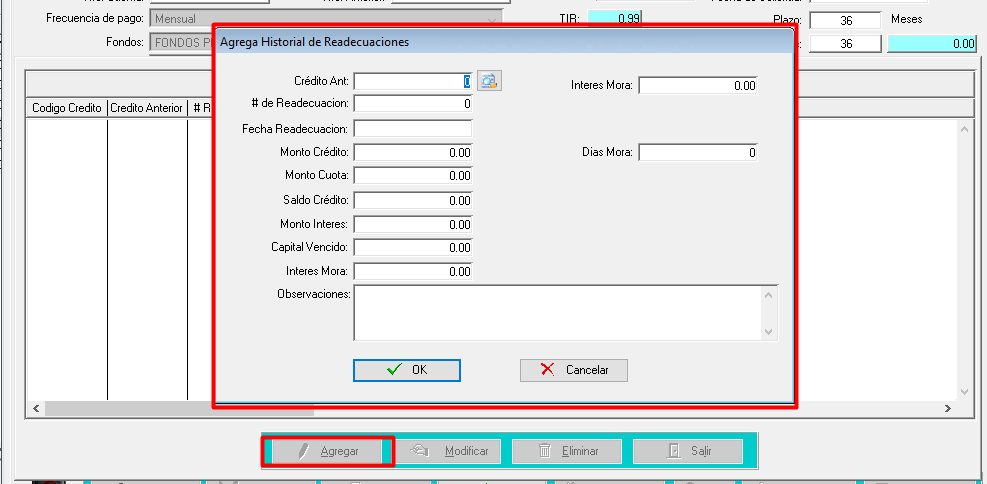 Frecuencia de pago: Mensual TIR: 0.99 Plazo: 36 Meses
Fondos: FONDOS P : 36 0.00
Agrega Historial de Readecuaciones
Crédito Ant: 0 Interes Mora: 0.00
# de Readecuacion: 0
Codigo Credito Credito Anterior # R
Fecha Readecuacion:
Monto Crédito: 0.00 Dias Mora: 0
Monto Cuota: 0.00
Saldo Crédito: 0.00
Monto Interes: 0.00
Capital Vencido: 0.00
Interes Mora: 0.00
Observaciones:
OK Cancelar
Agregar Modificar Eliminar Salir